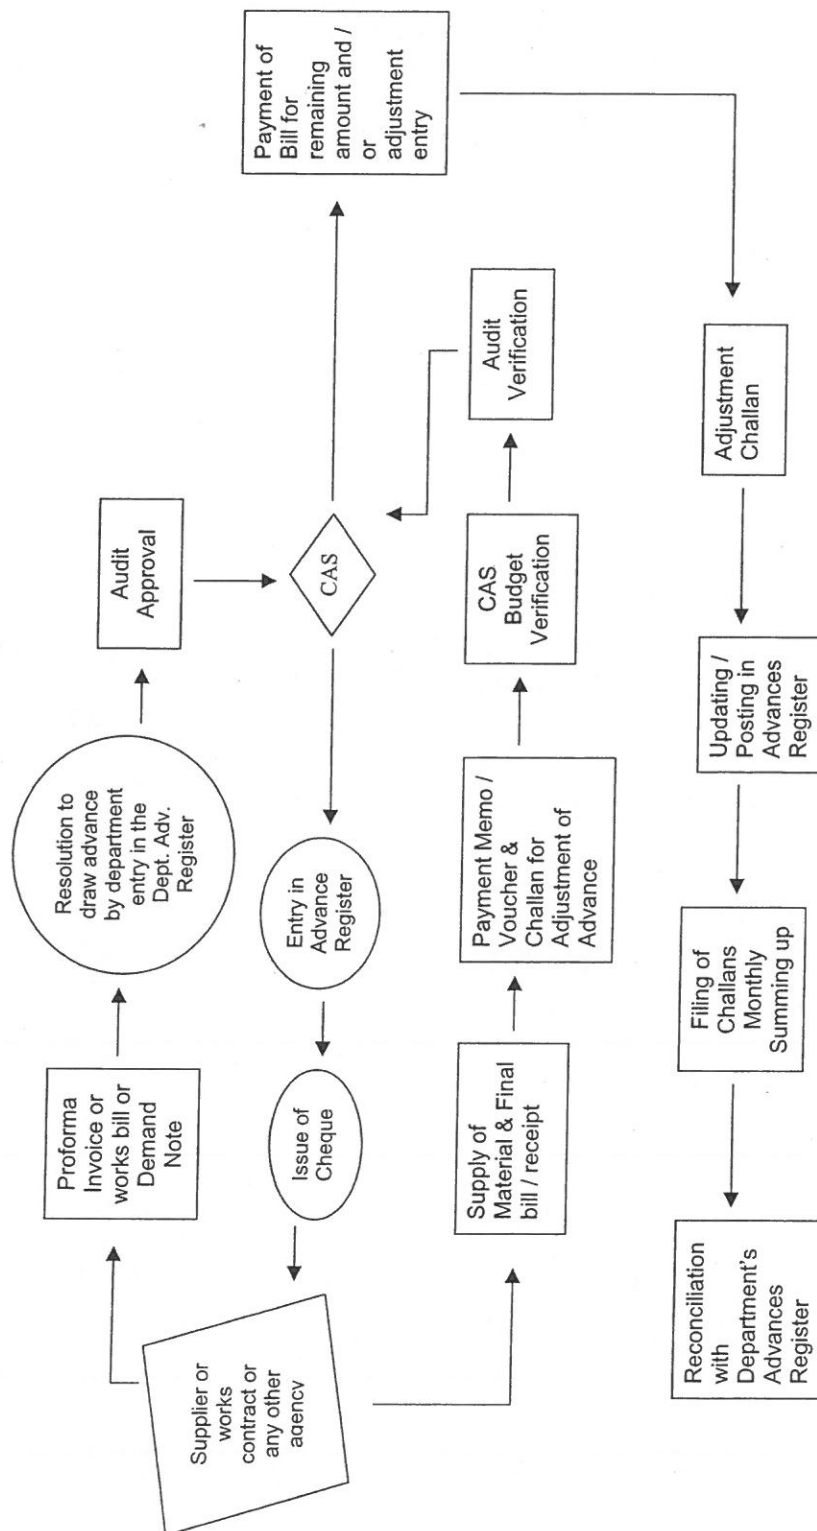 Supplier or
works
contract or
any other
agency
Proforma
Invoice or
works bill or
Demand
Note
Resolution to
draw advance
by department
entry in the
Dept. Adv.
Register
Audit
Approval
CAS
Entry in
Advance
Register
Issue of
Cheque
Supply of
Material & Final
bill / receipt
Payment Memo /
Voucher &
Challan for
Adjustment of
Advance
CAS
Budget
Verification
Audit
Verification
Payment of
Bill for
remaining
amount and /
or
adjustment
entry
Adjustment
Challan
Updating /
Posting in
Advances
Register
Filing of
Challans
Monthly
Summing up
Reconciliation
with
Department's
Advances
Register